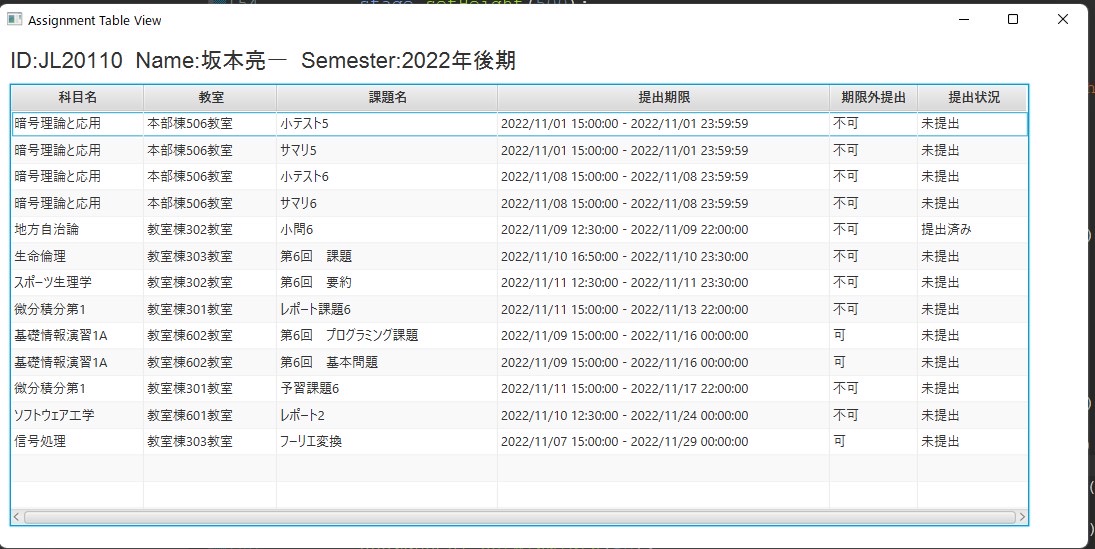 stage.setHeight(500);
Assignment Table View
ID:JL20110 Name:坂本亮一 Semester:2022年後期
科目名 教室 課題名 提出期限 期限外提出 提出状況
暗号理論と応用 本部棟506教室 小テスト5 2022/11/01 15:00:00 - 2022/11/01 23:59:59 不可 未提出
暗号理論と応用 本部棟506教室 サマリ5 2022/11/01 15:00:00 - 2022/11/01 23:59:59 不可 未提出
暗号理論と応用 本部棟506教室 小テスト6 2022/11/08 15:00:00 - 2022/11/08 23:59:59 不可 未提出
暗号理論と応用 本部棟506教室 サマリ6 2022/11/08 15:00:00 - 2022/11/08 23:59:59 不可 未提出
地方自治論 教室棟302教室 小問6 2022/11/09 12:30:00 - 2022/11/09 22:00:00 不可 提出済み
生命倫理 教室棟303教室 第6回　課題 2022/11/10 16:50:00 - 2022/11/10 23:30:00 不可 未提出
スポーツ生理学 教室棟302教室 第6回　要約 2022/11/11 12:30:00 - 2022/11/11 23:30:00 不可 未提出
微分積分第1 教室棟301教室 レポート課題6 2022/11/11 15:00:00 - 2022/11/13 22:00:00 不可 未提出
基礎情報演習1A 教室棟602教室 第6回　プログラミング課題 2022/11/09 15:00:00 - 2022/11/16 00:00:00 可 未提出
基礎情報演習1A 教室棟602教室 第6回　基本問題 2022/11/09 15:00:00 - 2022/11/16 00:00:00 可 未提出
微分積分第1 教室棟301教室 予習課題6 2022/11/11 15:00:00 - 2022/11/17 22:00:00 不可 未提出
ソフトウェア工学 教室棟601教室 レポート2 2022/11/10 12:30:00 - 2022/11/24 00:00:00 不可 未提出
信号処理 教室棟303教室 フーリエ変換 2022/11/07 15:00:00 - 2022/11/29 00:00:00 可 未提出